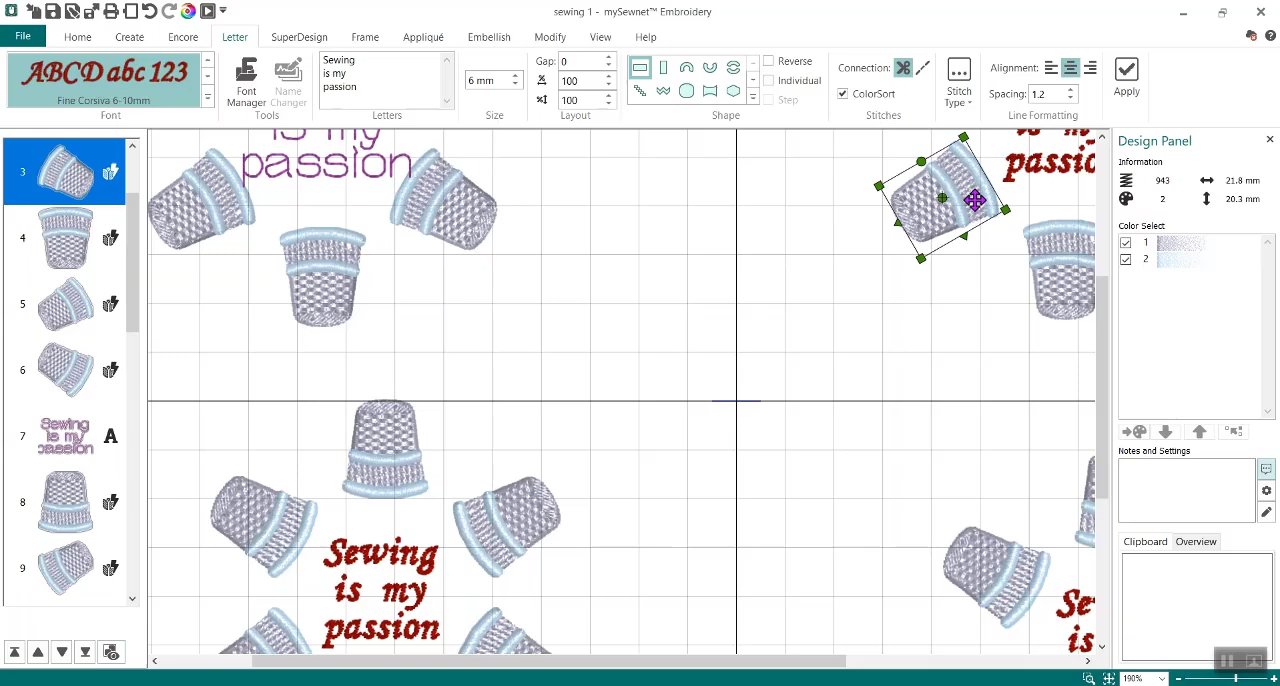 sewing 1 - mySewnet™ Embroidery
File Home Create Encore Letter SuperDesign Frame Appliqué Embellish Modify View Help
ABCD abc 123
Fine Corsiva 6-10mm
Font
Font Manager
Name Changer
Tools
Sewing
is my
passion
Letters
6 mm
Size
Gap: 0
100
100
Layout
Reverse
Individual
Step
Shape
Connection:
ColorSort
Stitches
Stitch Type
Alignment:
Spacing: 1.2
Line Formatting
Apply
3
4
5
6
7
Sewing
is my
passion
A
8
9
is my
passion
passio
Sewing
is my
passion
Se
is
Design Panel
Information
943 21.8 mm
2 20.3 mm
Color Select
1
2
Notes and Settings
Clipboard Overview
190%